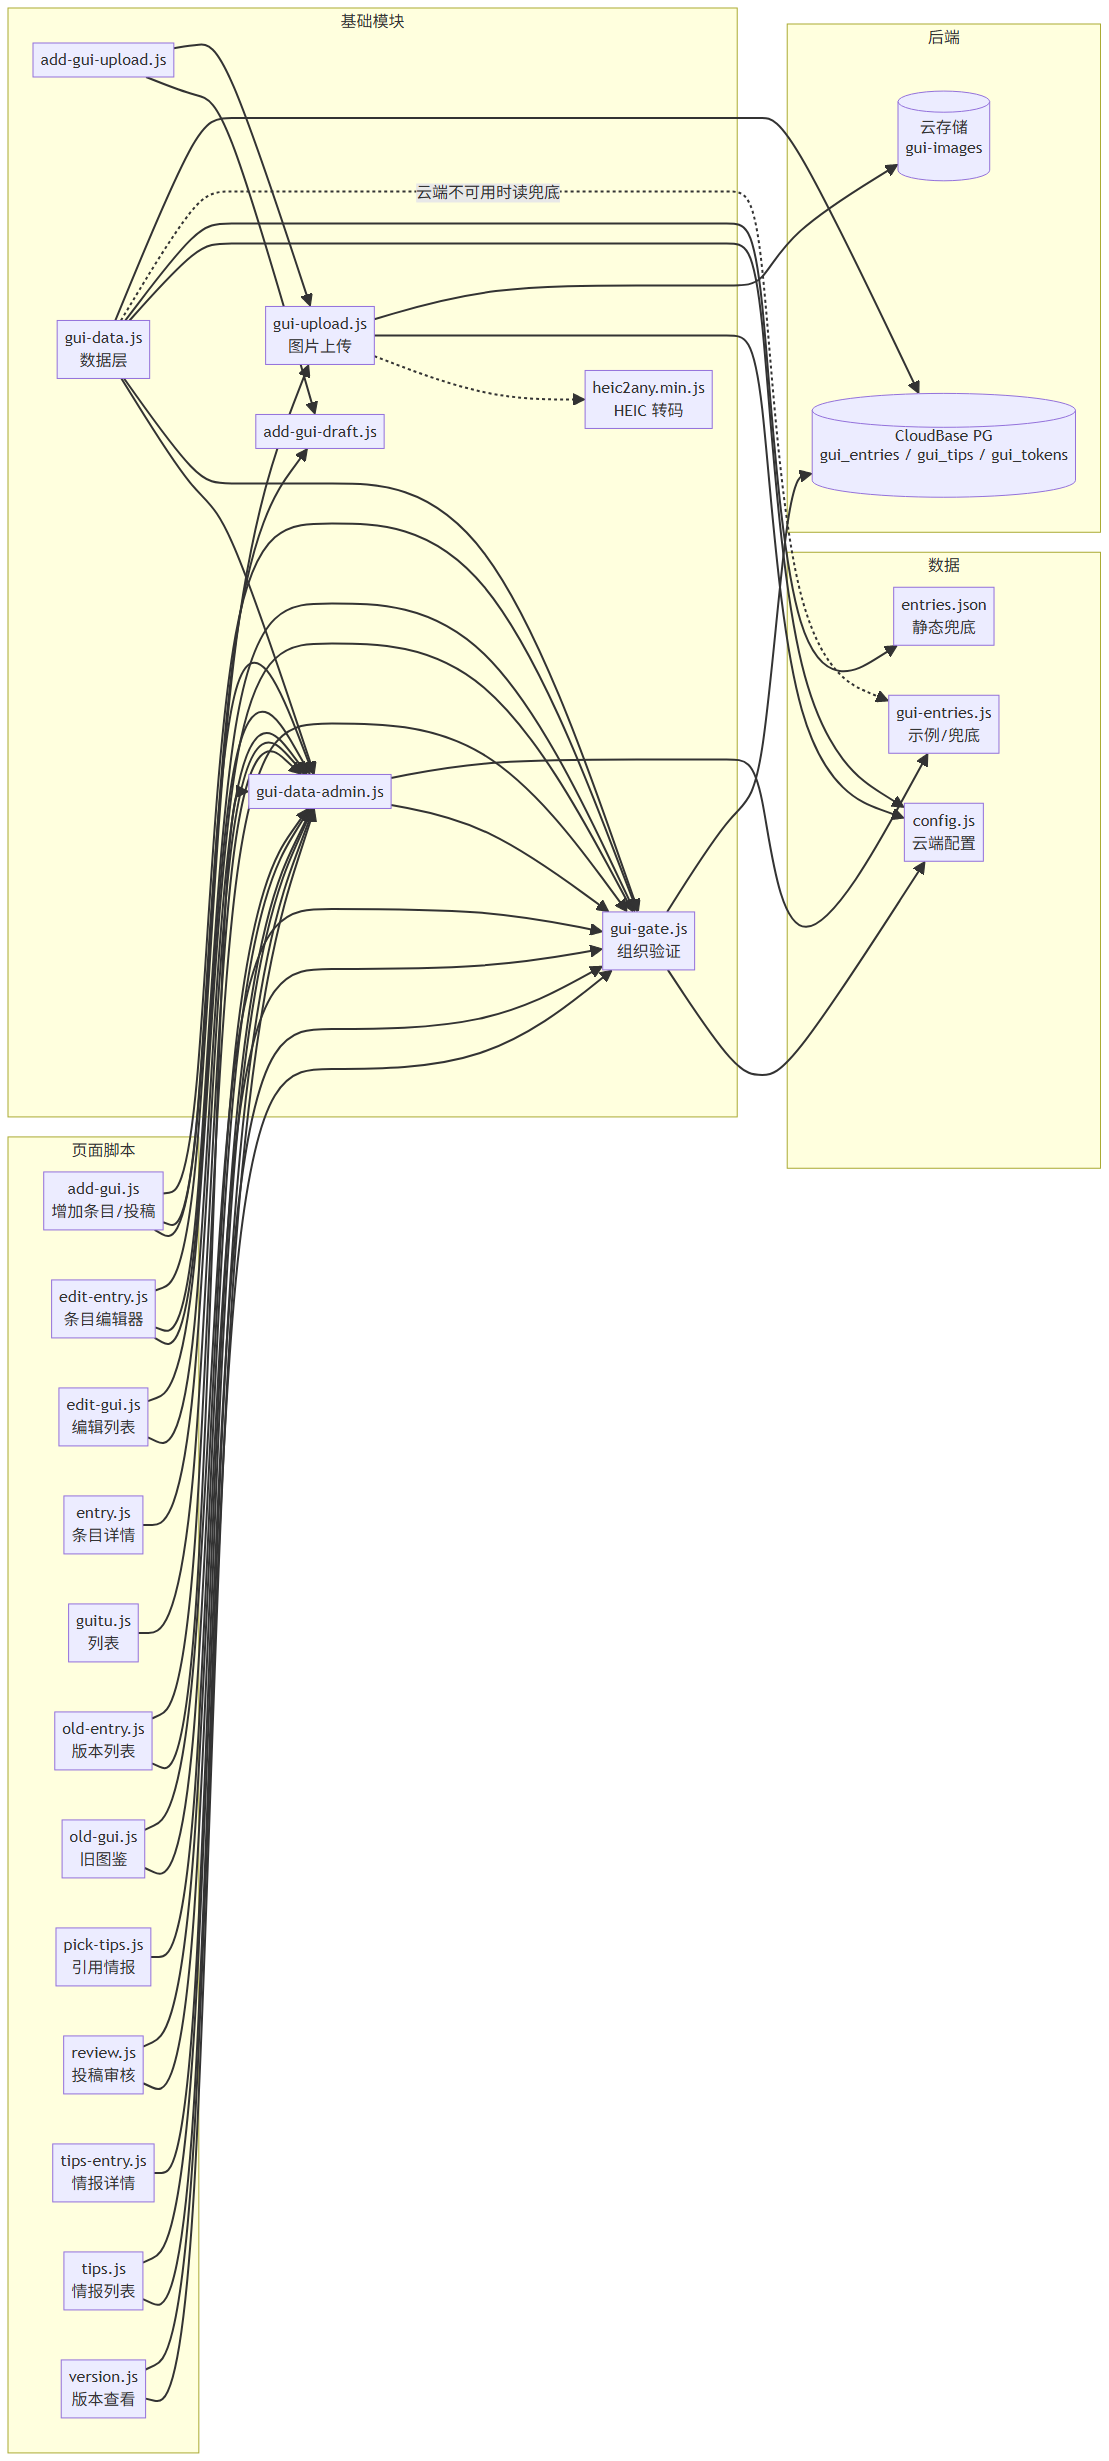 基础模块
add-gui-upload.js
云端不可用时读兜底
gui-data.js
数据层
gui-upload.js
图片上传
heic2any.min.js
HEIC 转码
add-gui-draft.js
gui-data-admin.js
gui-gate.js
组织验证
后端
云存储
gui-images
CloudBase PG
gui_entries / gui_tips / gui_tokens
数据
entries.json
静态兜底
gui-entries.js
示例/兜底
config.js
云端配置
页面脚本
add-gui.js
增加条目/投稿
edit-entry.js
条目编辑器
edit-gui.js
编辑列表
entry.js
条目详情
guitu.js
列表
old-entry.js
版本列表
old-gui.js
旧图鉴
pick-tips.js
引用情报
review.js
投稿审核
tips-entry.js
情报详情
tips.js
情报列表
version.js
版本查看